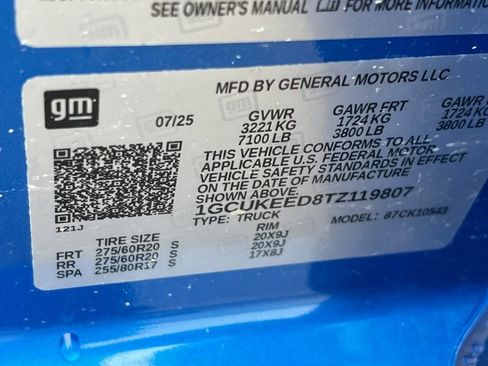 SEE OWNER'S MANUAL FOR MORE INFORMATION
MFD BY GENERAL MOTORS LLC
gm
07/25 GVWR GAWR FRT GAWR
3221 KG 1724 KG 1724 KG
7100 LB 3800 LB 3800 LB
THIS VEHICLE CONFORMS TO ALL
APPLICABLE U.S. FEDERAL MOTOR
VEHICLE SAFETY STANDARDS IN EFFECT
ON THE DATE OF MANUFACTURE SHOWN ABOVE
1GCUKEED8TZ119807
TYPE: TRUCK MODEL: 87CK10543
121J
TIRE SIZE RIM
FRT 275/60R20 S 20X9J
RR 275/60R20 S 20X9J
SPA 255/80R17 S 17X8J